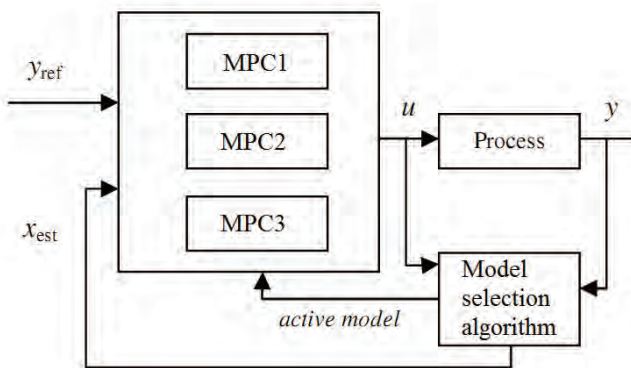 MPC1
y_ref
u
y
MPC2
Process
MPC3
x_est
Model
selection
algorithm
active model